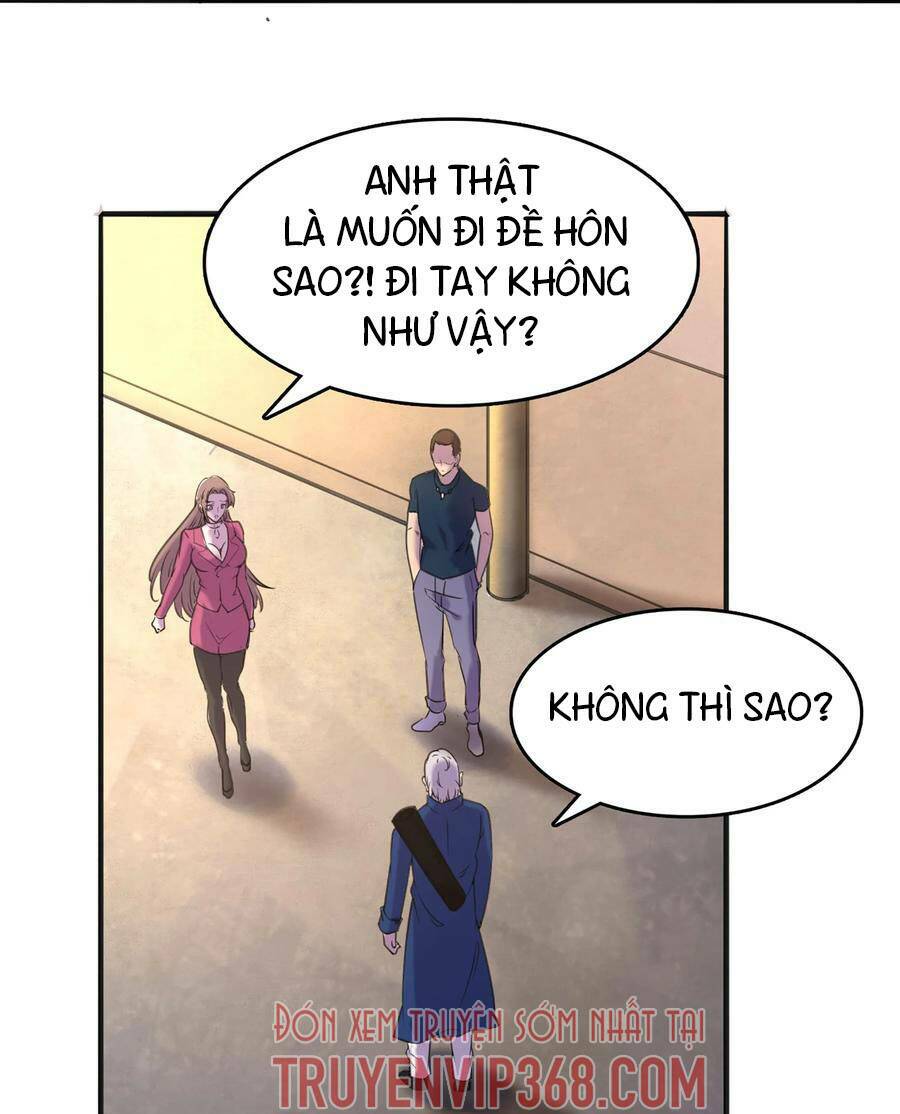 ANH THẬT
LÀ MUỐN ĐI ĐỀ HÔN
SAO?! ĐI TAY KHÔNG
NHƯ VẬY?
KHÔNG THÌ SAO?
ĐÓN XEM TRUYỆN SỚM NHẤT TẠI
TRUYENVIP368.COM